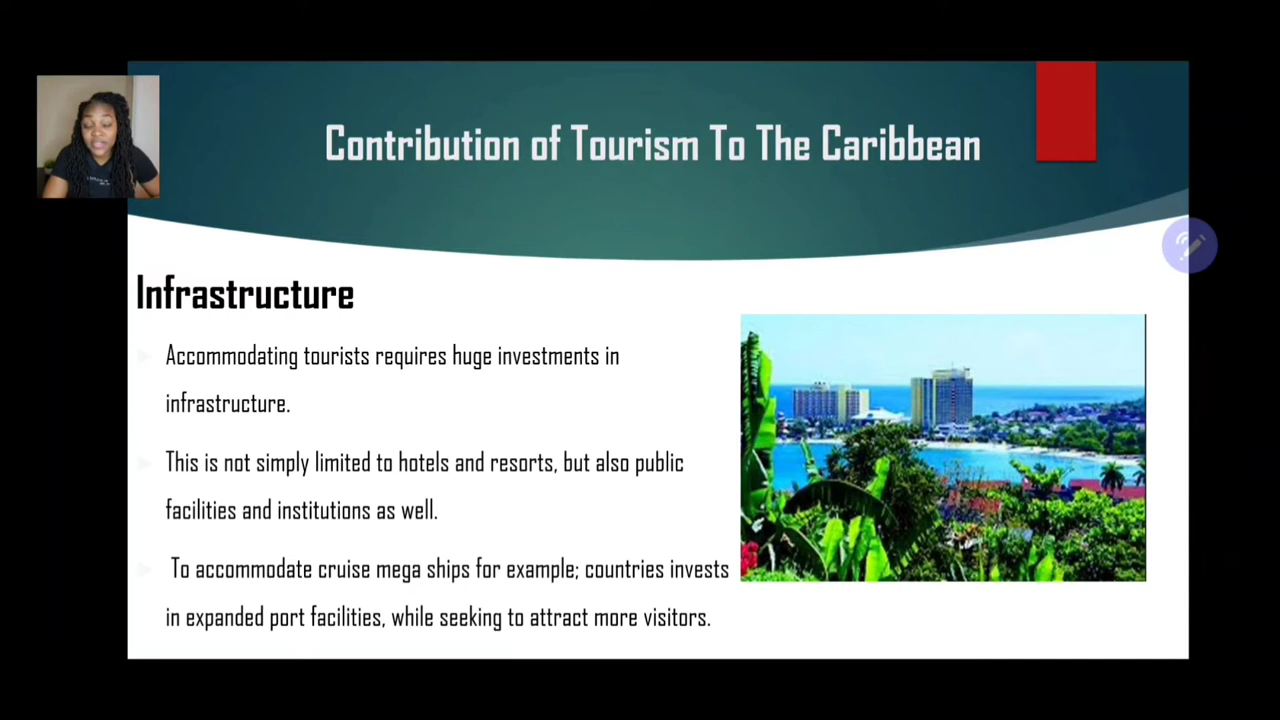 Contribution of Tourism To The Caribbean
Infrastructure
Accommodating tourists requires huge investments in
infrastructure.
This is not simply limited to hotels and resorts, but also public
facilities and institutions as well.
To accommodate cruise mega ships for example; countries invests
in expanded port facilities, while seeking to attract more visitors.